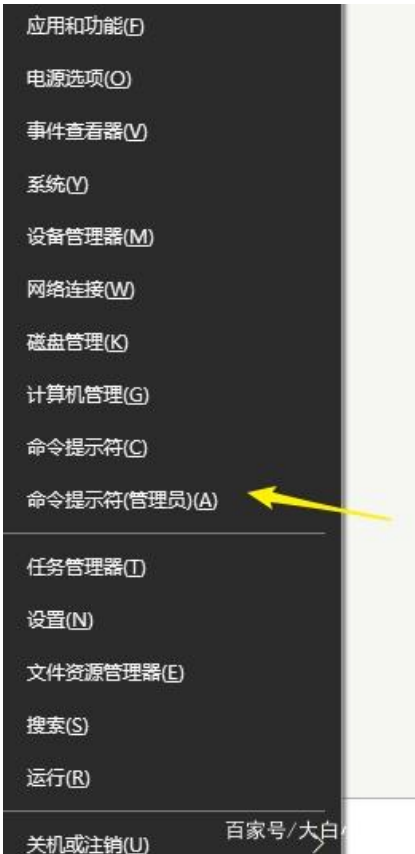 应用和功能(F)
电源选项(O)
事件查看器(V)
系统(Y)
设备管理器(M)
网络连接(W)
磁盘管理(K)
计算机管理(G)
命令提示符(C)
命令提示符(管理员)(A)
任务管理器(T)
设置(N)
文件资源管理器(E)
搜索(S)
运行(R)
关机或注销(U)
百家号/大白